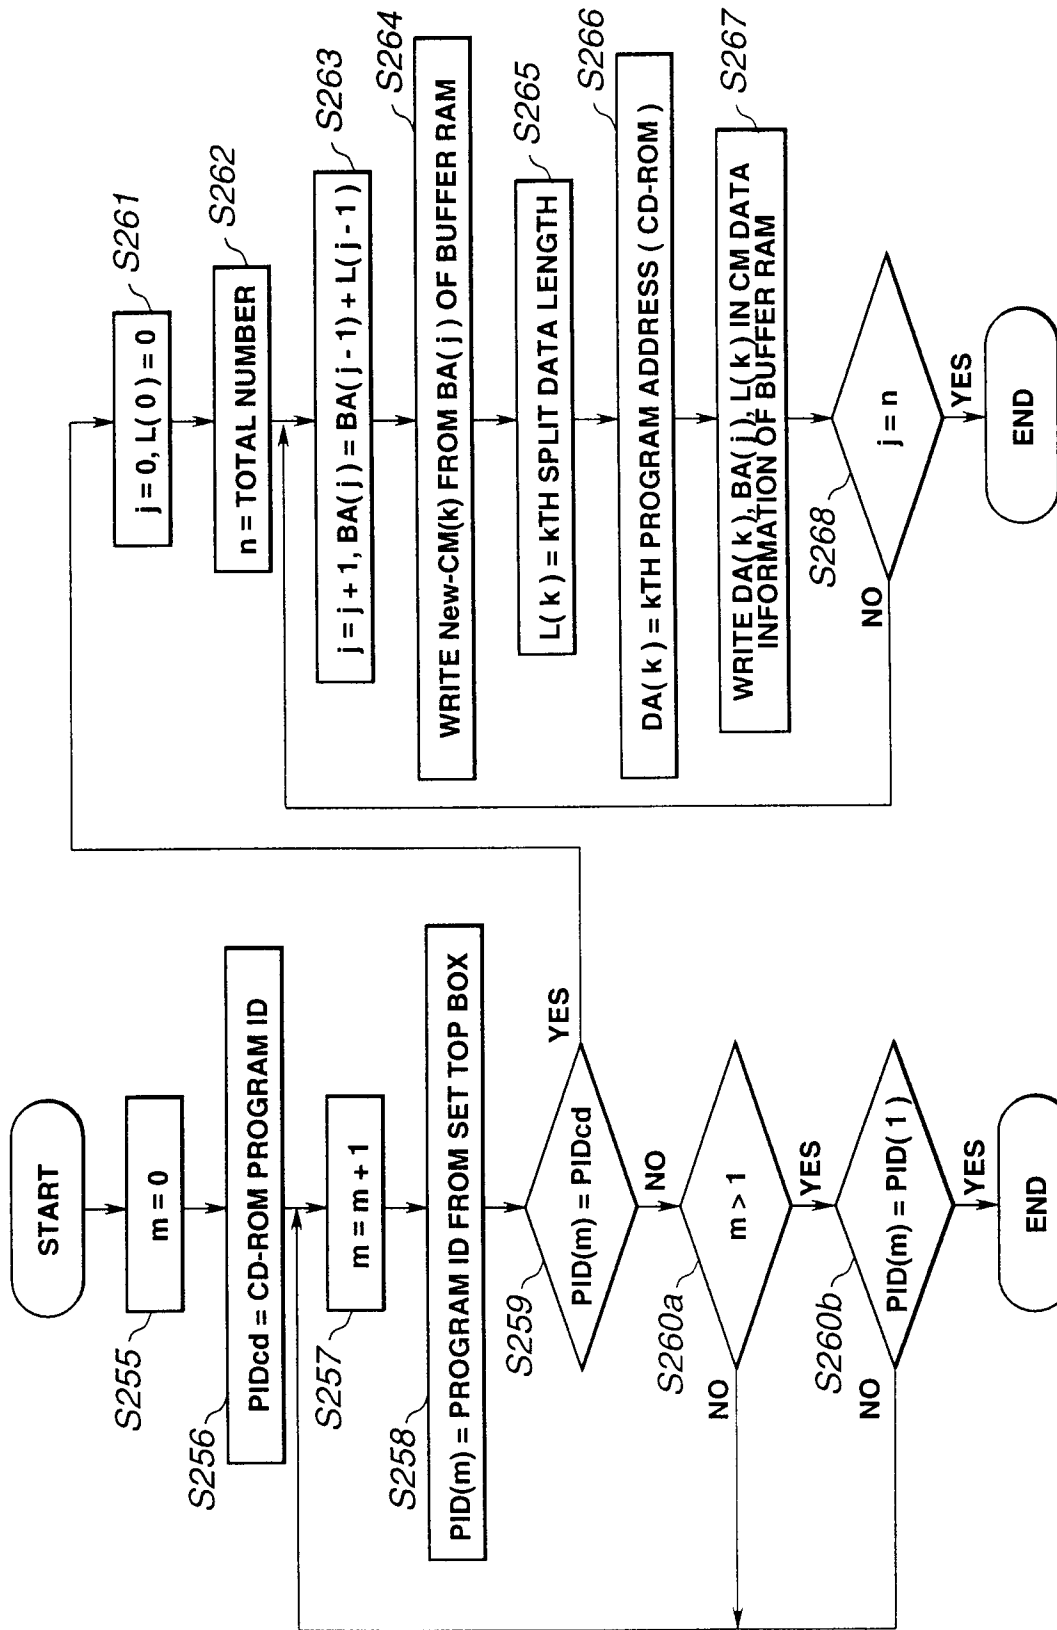 START
S255
m = 0
S256
PIDcd = CD-ROM PROGRAM ID
S257
m = m + 1
S258
PID(m) = PROGRAM ID FROM SET TOP BOX
S259
PID(m) = PIDcd
YES
NO
S260a
m > 1
NO
YES
S260b
PID(m) = PID( 1 )
NO
YES
END
S261
j = 0, L( 0 ) = 0
S262
n = TOTAL NUMBER
S263
j = j + 1, BA( j ) = BA( j - 1 ) + L( j - 1 )
S264
WRITE New-CM(k) FROM BA( j ) OF BUFFER RAM
S265
L( k ) = kTH SPLIT DATA LENGTH
S266
DA( k ) = kTH PROGRAM ADDRESS ( CD-ROM )
S267
WRITE DA( k ), BA( j ), L( k ) IN CM DATA
INFORMATION OF BUFFER RAM
S268
j = n
NO
YES
END